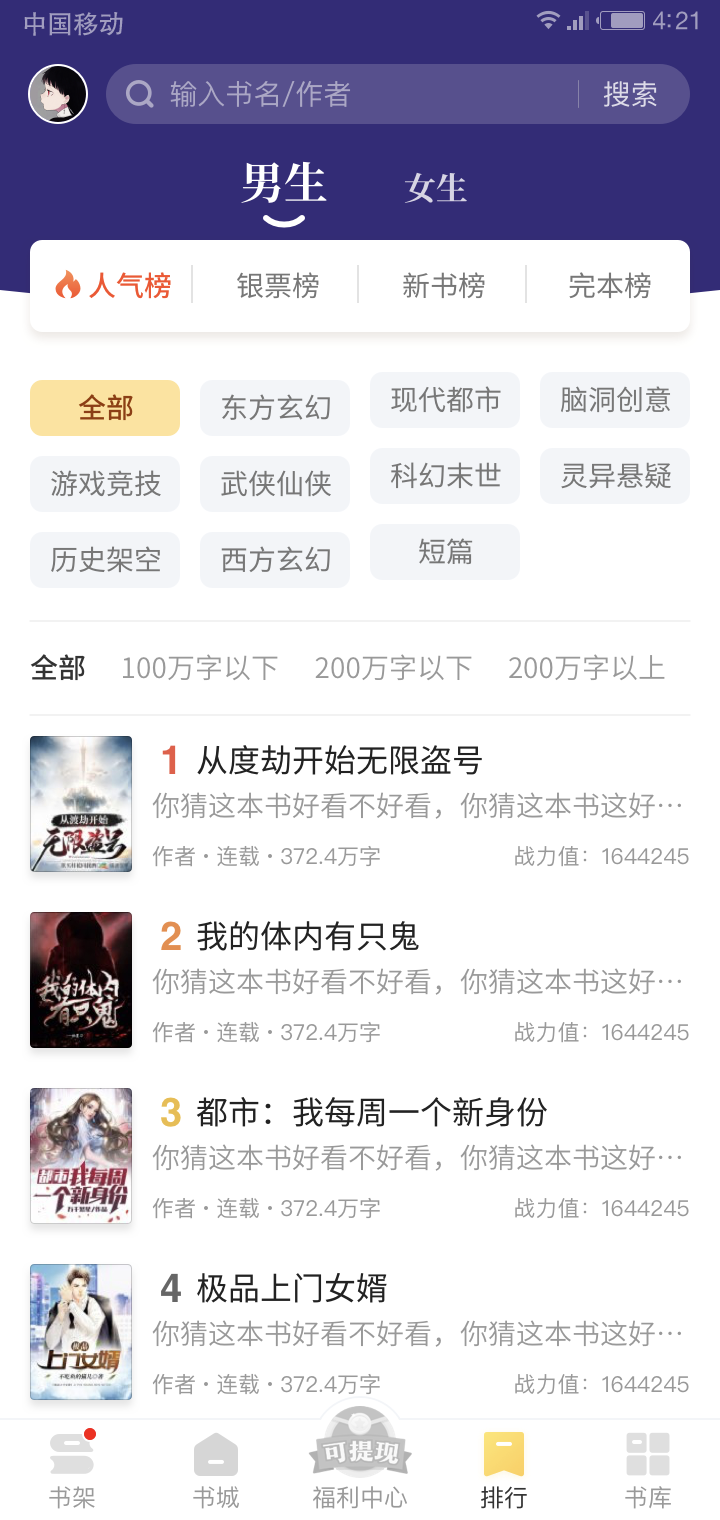 中国移动 4:21
输入书名/作者 搜索
男生 女生
人气榜 银票榜 新书榜 完本榜
全部 东方玄幻 现代都市 脑洞创意
游戏竞技 武侠仙侠 科幻末世 灵异悬疑
历史架空 西方玄幻 短篇
全部 100万字以下 200万字以下 200万字以上
从渡劫开始
无限盗号
1 从度劫开始无限盗号
你猜这本书好看不好看，你猜这本书这好…
作者·连载·372.4万字 战力值：1644245
我的体内
有只鬼
2 我的体内有只鬼
你猜这本书好看不好看，你猜这本书这好…
作者·连载·372.4万字 战力值：1644245
都市我每周
一个新身份
3 都市：我每周一个新身份
你猜这本书好看不好看，你猜这本书这好…
作者·连载·372.4万字 战力值：1644245
极品
上门女婿
4 极品上门女婿
你猜这本书好看不好看，你猜这本书这好…
作者·连载·372.4万字 战力值：1644245
可提现
书架 书城 福利中心 排行 书库